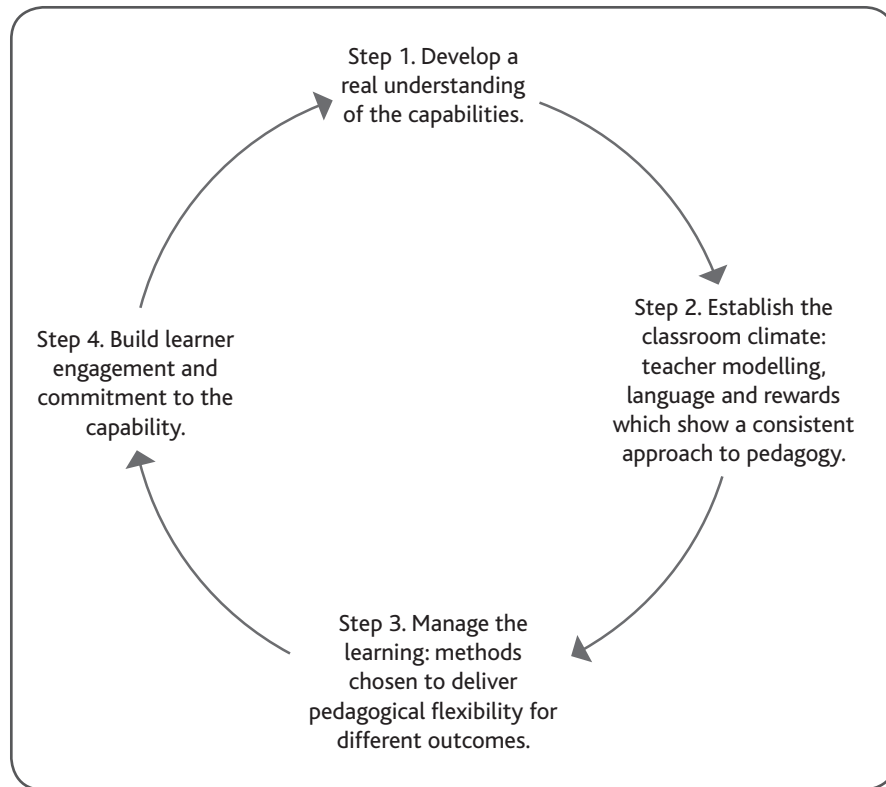 Step 1. Develop a
real understanding
of the capabilities.
Step 2. Establish the
classroom climate:
teacher modelling,
language and rewards
which show a consistent
approach to pedagogy.
Step 3. Manage the
learning: methods
chosen to deliver
pedagogical flexibility for
different outcomes.
Step 4. Build learner
engagement and
commitment to the
capability.